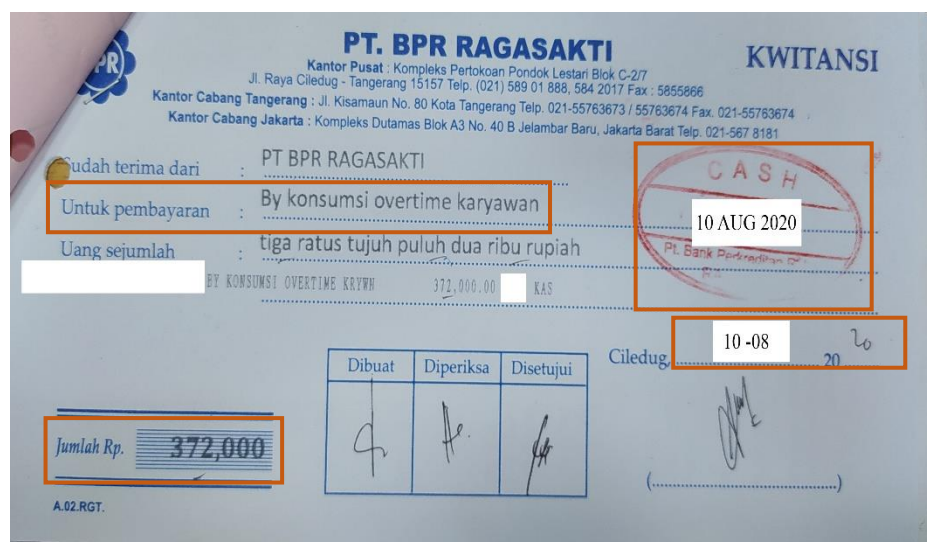 PR
PT. BPR RAGASAKTI
KWITANSI
Kantor Pusat : Kompleks Pertokoan Pondok Lestari Blok C-2/7
Jl. Raya Ciledug - Tangerang 15157 Telp. (021) 589 01 888, 584 2017 Fax : 5855866
Kantor Cabang Tangerang : Jl. Kisamaun No. 80 Kota Tangerang Telp. 021-55763673 / 55763674 Fax. 021-55763674
Kantor Cabang Jakarta : Kompleks Dutamas Blok A3 No. 40 B Jelambar Baru, Jakarta Barat Telp. 021-567 8181
Sudah terima dari : PT BPR RAGASAKTI
CASH
Untuk pembayaran : By konsumsi overtime karyawan
10 AUG 2020
Uang sejumlah : tiga ratus tujuh puluh dua ribu rupiah
Pt. Bank
BY KONSUMSI OVERTIME KRYWN 372,000.00 KAS
Ciledug, 10 -08 20 20
Dibuat Diperiksa Disetujui
Jumlah Rp. 372,000
(....................................)
A.02.RGT.